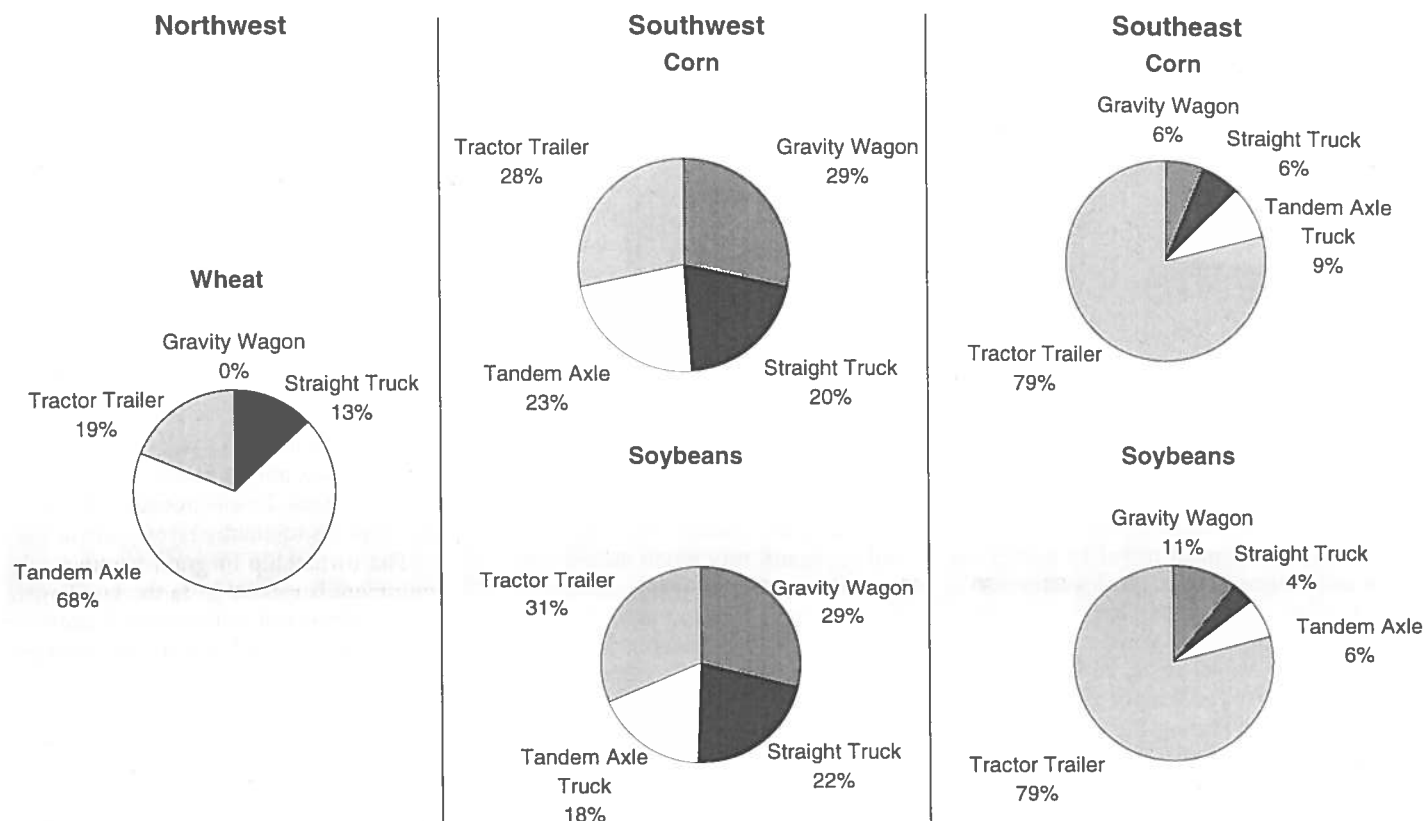 Northwest
Wheat
Gravity Wagon
0%
Straight Truck
13%
Tractor Trailer
19%
Tandem Axle
68%
Southwest
Corn
Tractor Trailer
28%
Gravity Wagon
29%
Tandem Axle
23%
Straight Truck
20%
Soybeans
Tractor Trailer
31%
Gravity Wagon
29%
Tandem Axle
Truck
18%
Straight Truck
22%
Southeast
Corn
Gravity Wagon
6%
Straight Truck
6%
Tandem Axle
Truck
9%
Tractor Trailer
79%
Soybeans
Gravity Wagon
11%
Straight Truck
4%
Tandem Axle
6%
Tractor Trailer
79%